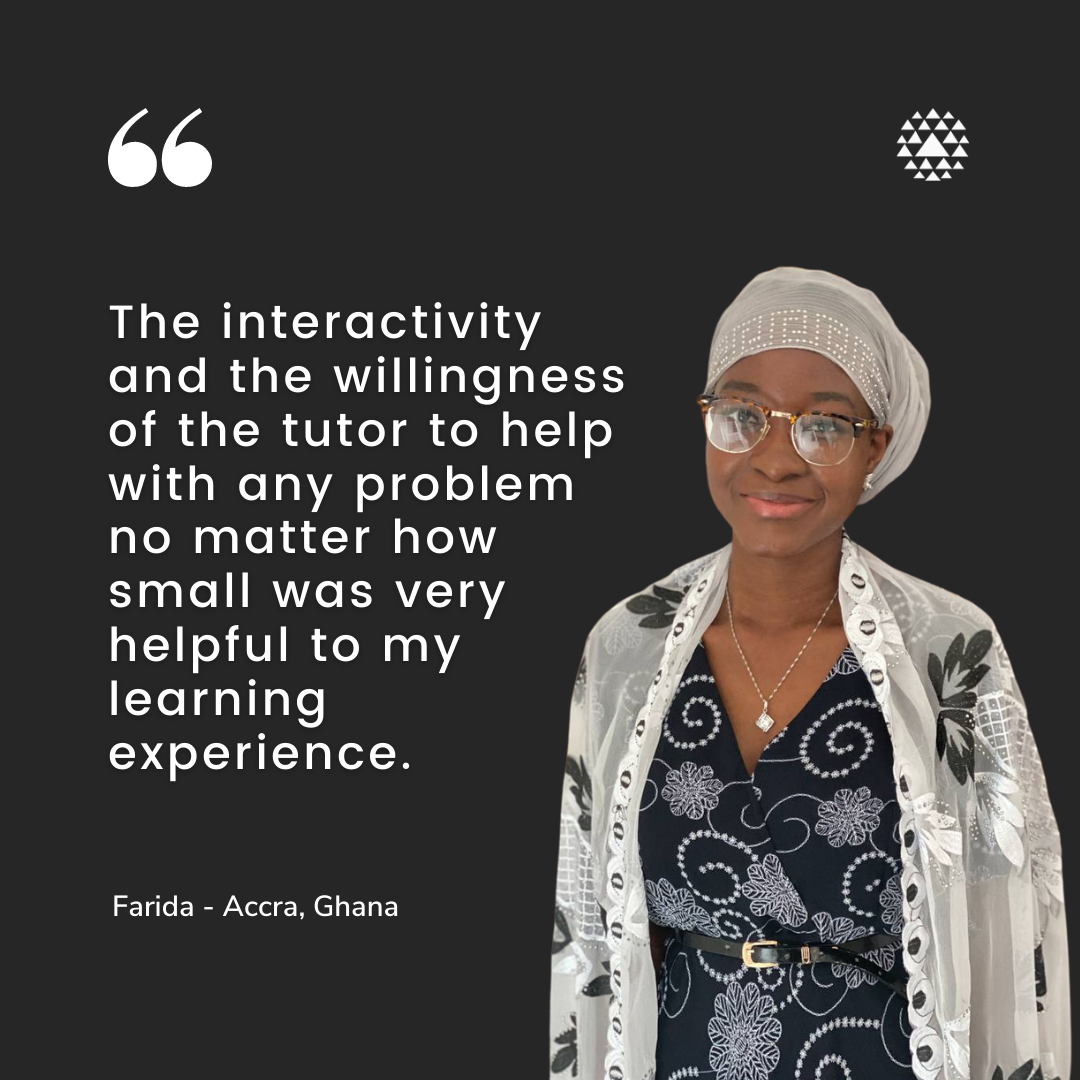 “
The interactivity
and the willingness
of the tutor to help
with any problem
no matter how
small was very
helpful to my
learning
experience.
Farida - Accra, Ghana